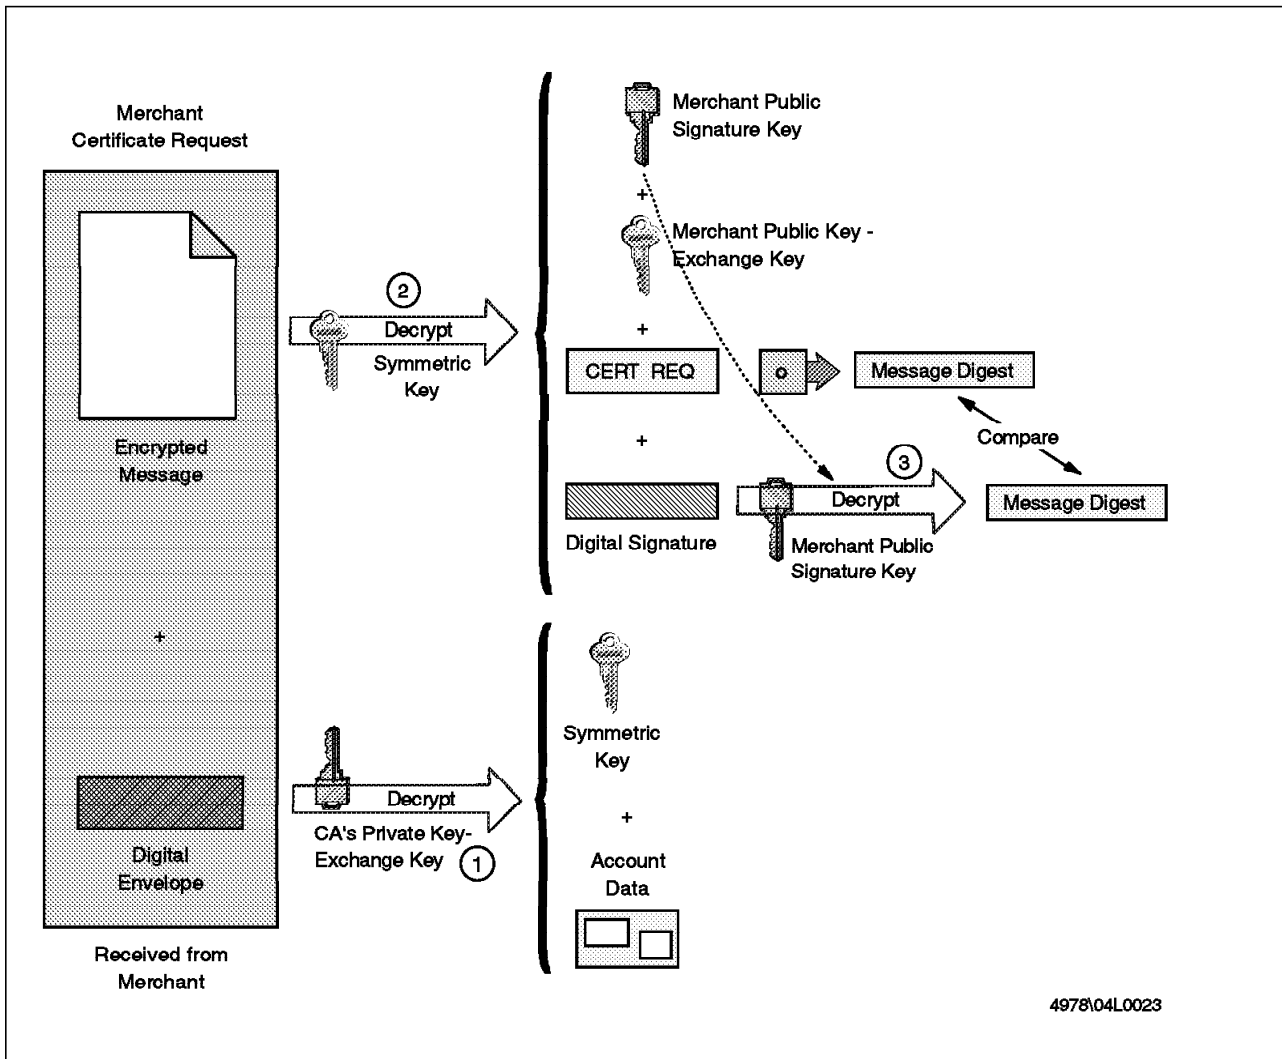 Merchant
Certificate Request
Encrypted
Message
+
Digital
Envelope
Received from
Merchant
2
Decrypt
Symmetric
Key
Decrypt
CA's Private Key-
Exchange Key
1
Merchant Public
Signature Key
+
Merchant Public Key -
Exchange Key
+
CERT REQ
Message Digest
+
Compare
3
Decrypt
Message Digest
Digital Signature
Merchant Public
Signature Key
Symmetric
Key
+
Account
Data
4978\04L0023